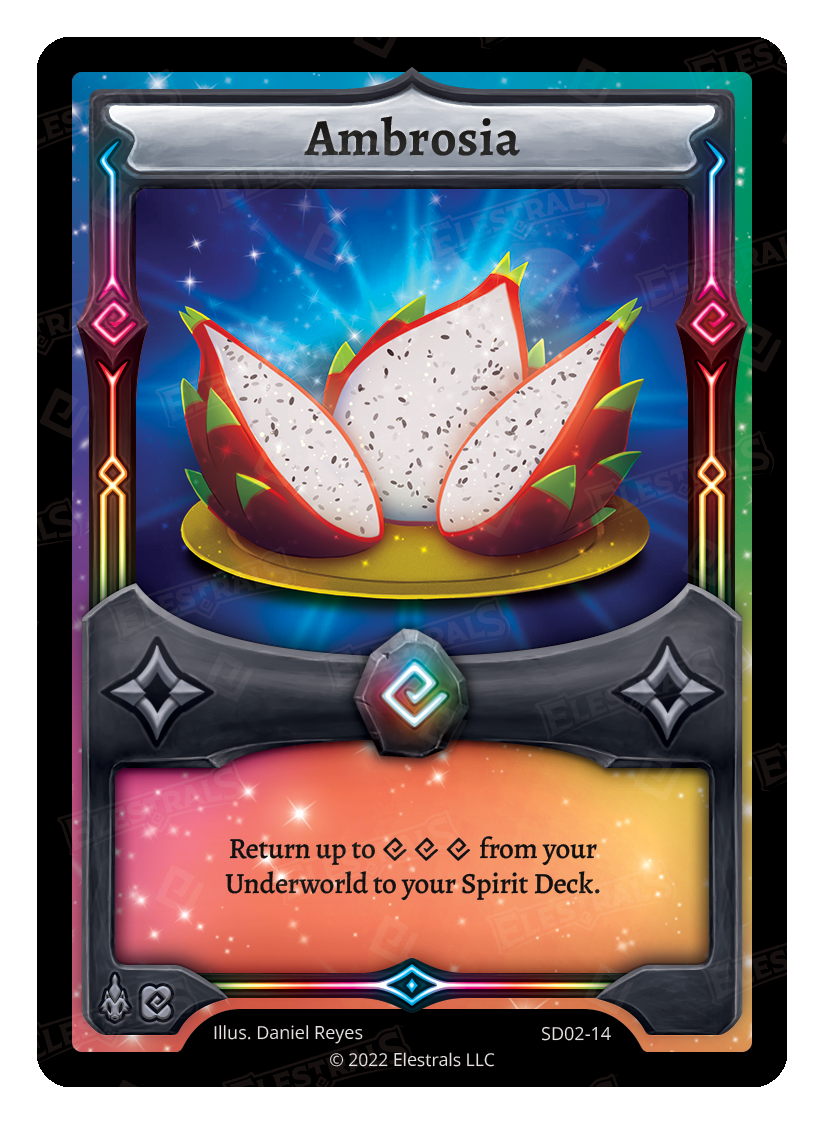 Ambrosia
Return up to from your
Underworld to your Spirit Deck.
Illus. Daniel Reyes
SD02-14
© 2022 Elestrals LLC
ELESTRALS